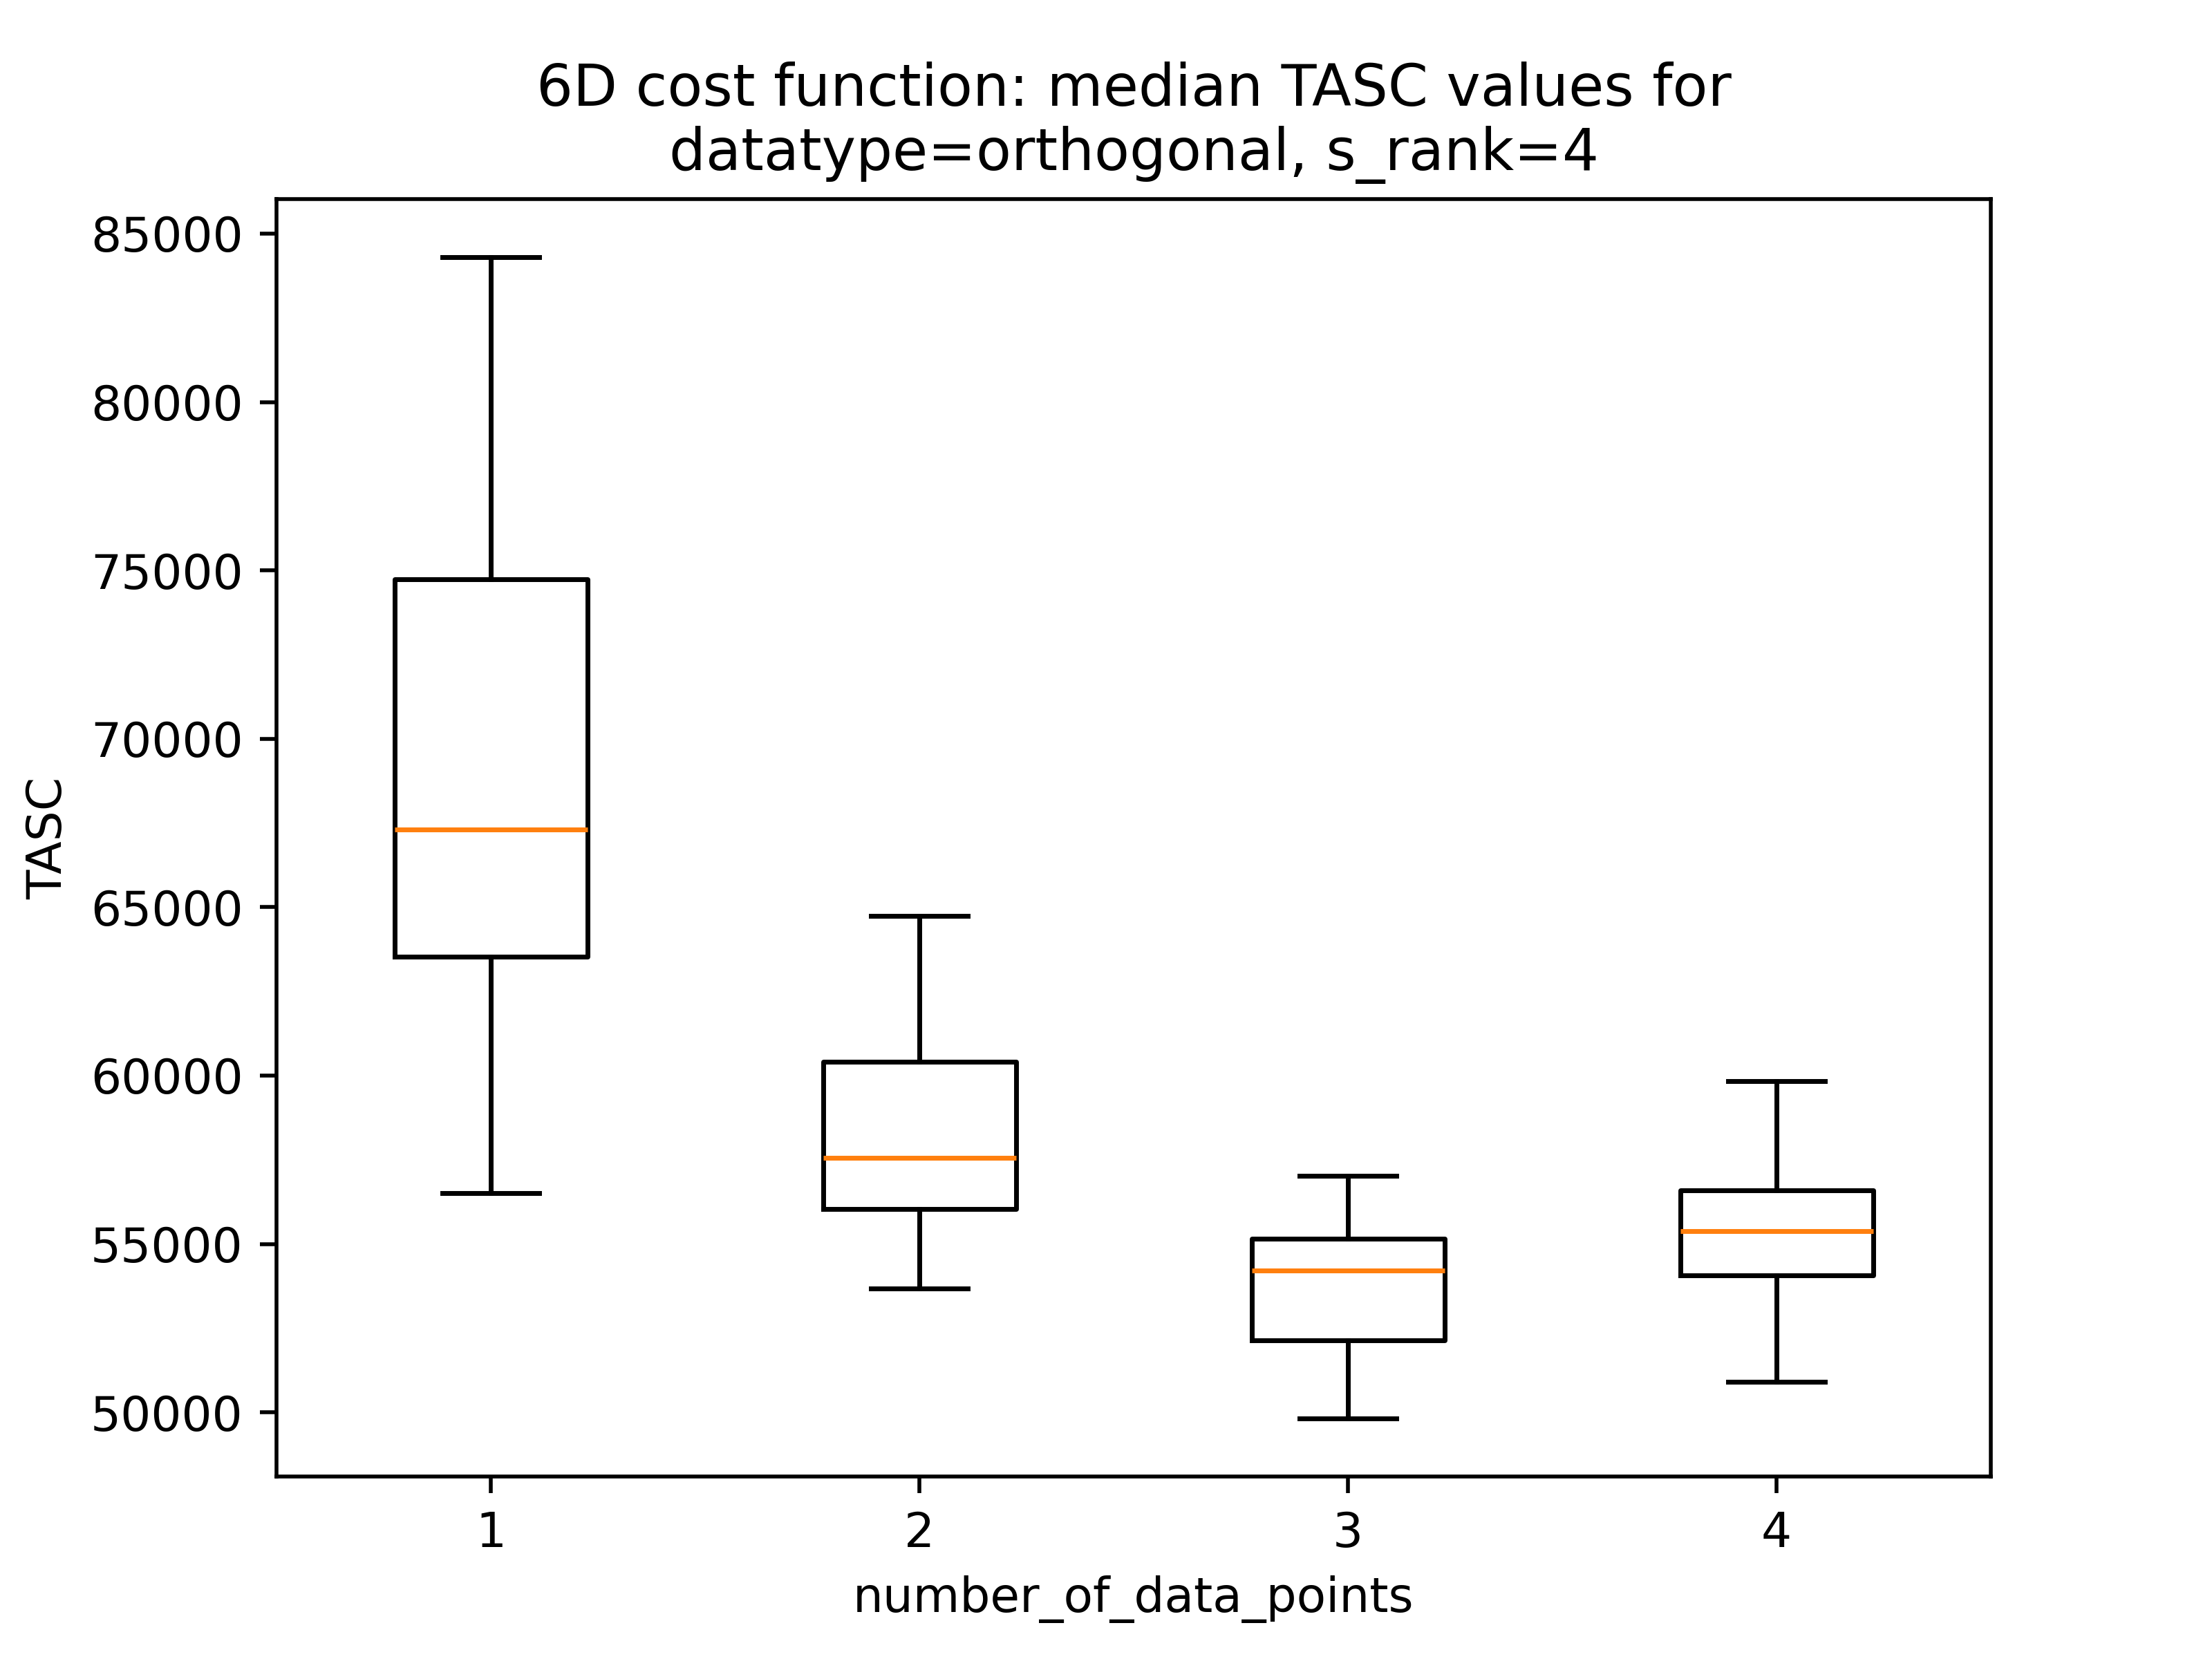 6D cost function: median TASC values for
datatype=orthogonal, s_rank=4
85000
80000
75000
70000
65000
60000
55000
50000
TASC
1 2 3 4
number_of_data_points